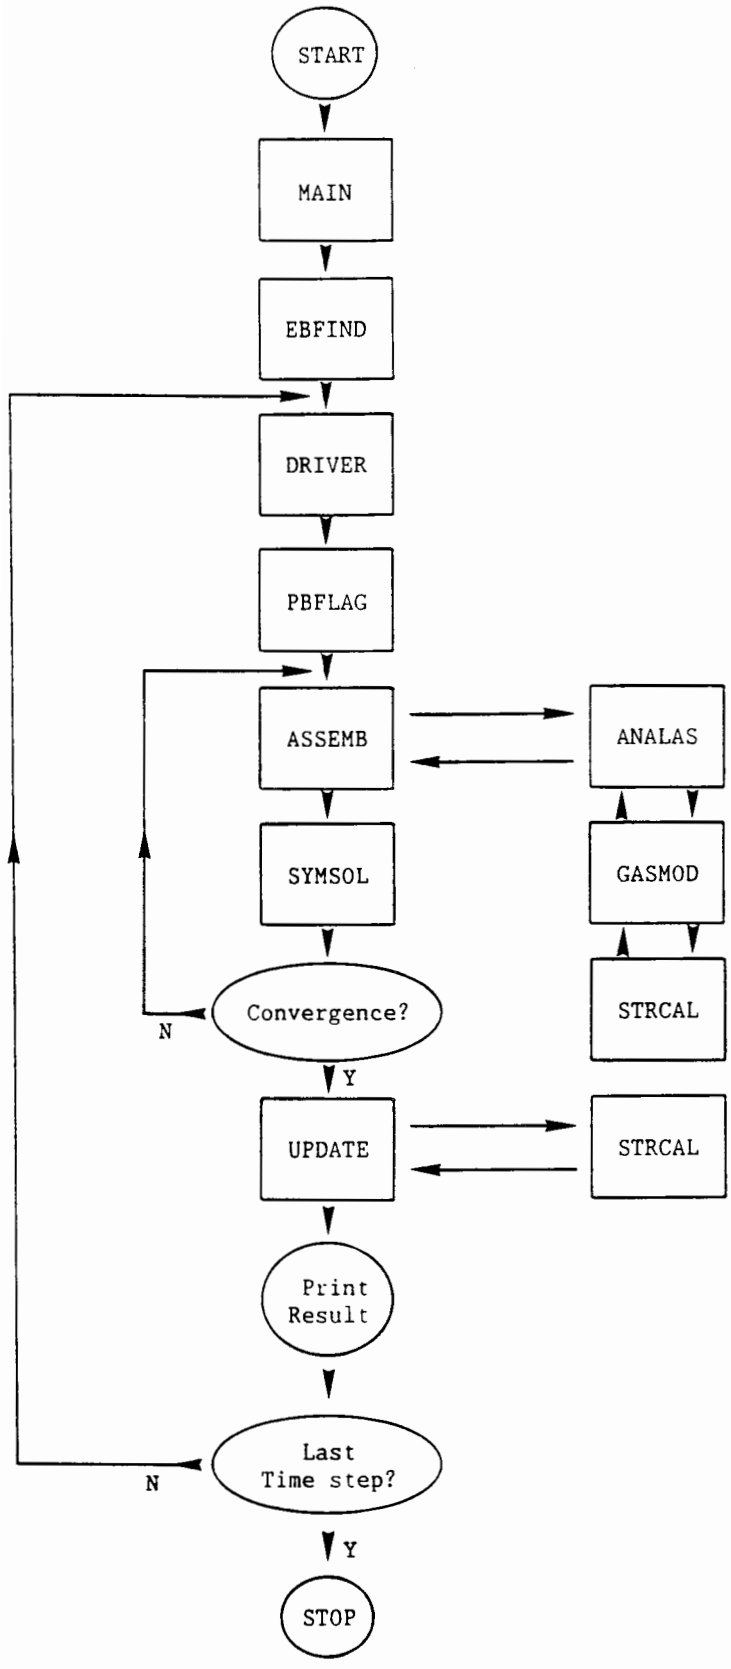 START
MAIN
EBFIND
DRIVER
PBFLAG
ASSEMB
ANALAS
SYMSOL
GASMOD
Convergence?
STRCAL
N
Y
UPDATE
STRCAL
Print
Result
Last
Time step?
N
Y
STOP